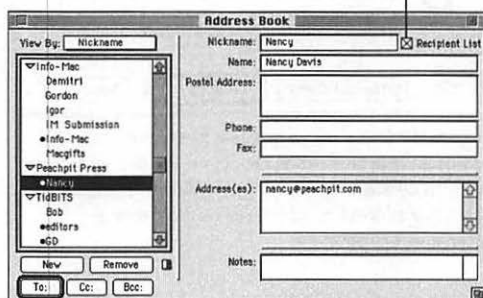 Address Book
View By: Nickname
Info-Mac
Demitri
Gordon
Igor
IM Submission
Info-Mac
Macgifts
Peachpit Press
Nancy
TidBITS
Bob
editors
GD
New Remove
To: Cc: Bcc:
Nickname: Nancy Recipient List
Name: Nancy Davis
Postal Address:
Phone:
Fax:
Address(es): nancy@peachpit.com
Notes: